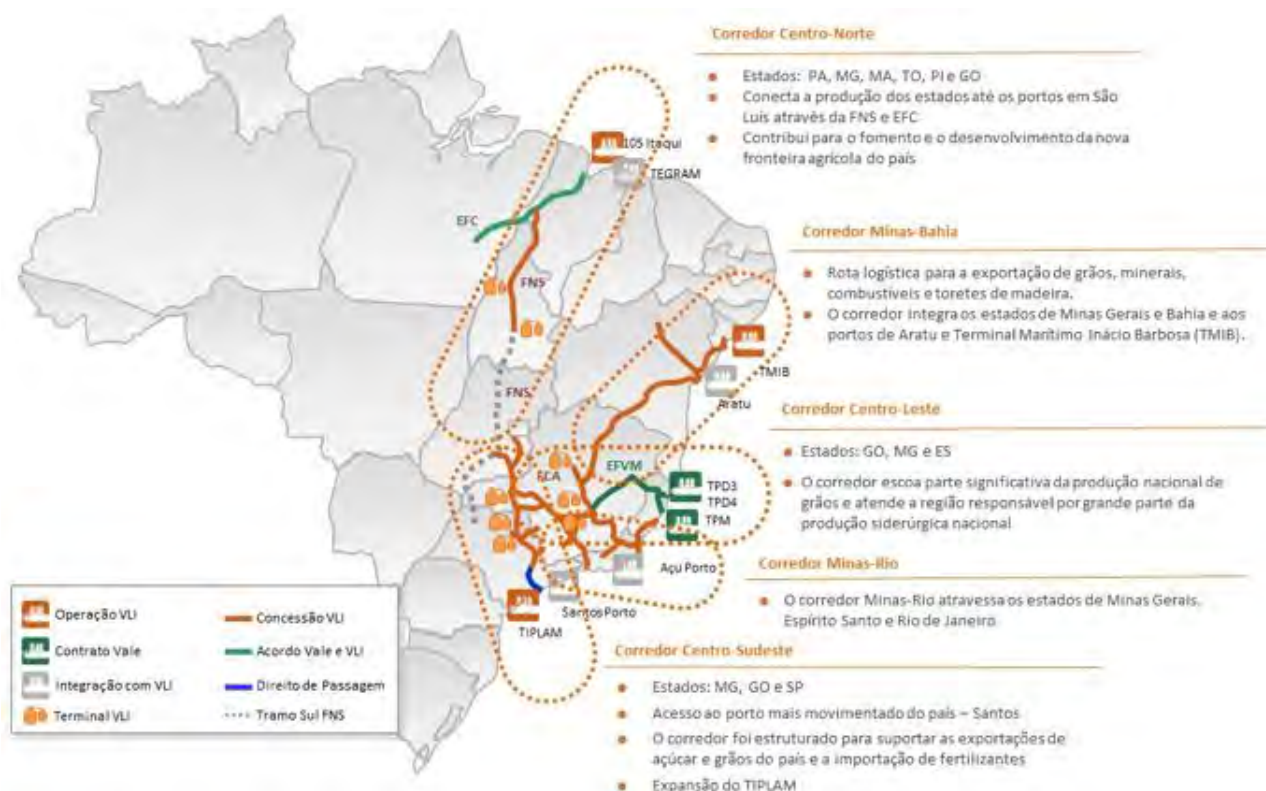 Corredor Centro-Norte
Estados: PA, MG, MA, TO, PI e GO
Conecta a produção dos estados até os portos em São
Luís através da FNS e EFC
Contribui para o fomento e o desenvolvimento da nova
fronteira agrícola do país
105 Itaqui
TEGRAM
EFC
FNS
Corredor Minas-Bahia
Rota logística para a exportação de grãos, minerais,
combustíveis e toretes de madeira.
O corredor integra os estados de Minas Gerais e Bahia e aos
portos de Aratu e Terminal Marítimo Inácio Barbosa (TMIB).
TMIB
Aratu
FNS
Corredor Centro-Leste
Estados: GO, MG e ES
O corredor escoa parte significativa da produção nacional de
grãos e atende a região responsável por grande parte da
produção siderúrgica nacional
FCA
EFVM
TPD3
TPD4
TPM
Corredor Minas-Rio
O corredor Minas-Rio atravessa os estados de Minas Gerais,
Espírito Santo e Rio de Janeiro
Açu Porto
Santos Porto
TIPLAM
Corredor Centro-Sudeste
Estados: MG, GO e SP
Acesso ao porto mais movimentado do país – Santos
O corredor foi estruturado para suportar as exportações de
açúcar e grãos do país e a importação de fertilizantes
Expansão do TIPLAM
Operação VLI
Contrato Vale
Integração com VLI
Terminal VLI
Concessão VLI
Acordo Vale e VLI
Direito de Passagem
Tramo Sul FNS